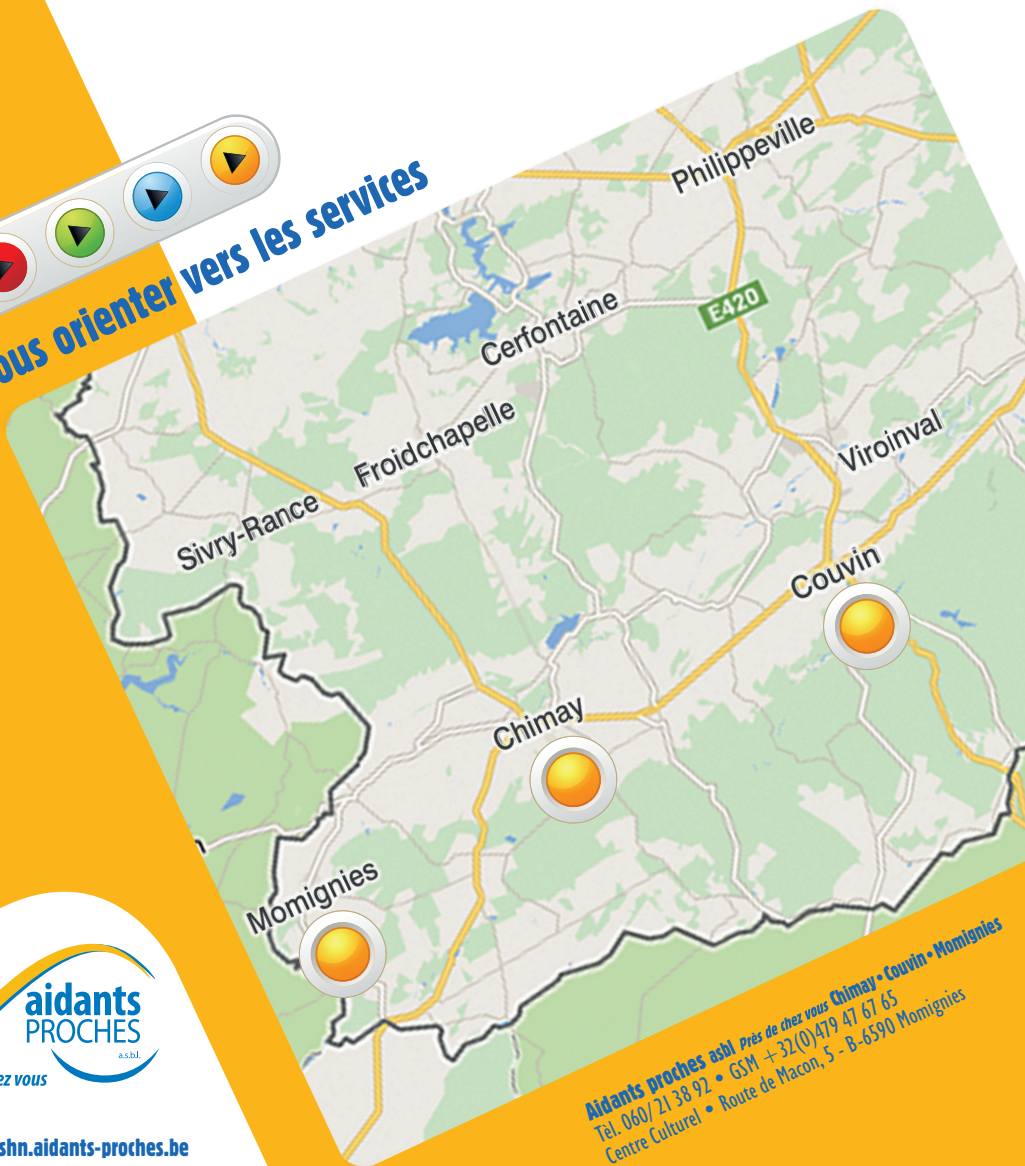 ous orienter vers les services
Philippeville
E420
Cerfontaine
Froidchapelle
Viroinval
Sivry-Rance
Couvin
Chimay
Momignies
aidants
PROCHES
a.s.b.l.
ez vous
shn.aidants-proches.be
Aidants proches asbl Près de chez vous Chimay • Couvin • Momignies
Tèl. 060/ 21 38 92 • GSM +32(0)479 47 67 65
Centre Culturel • Route de Macon, 5 - B-6590 Momignies